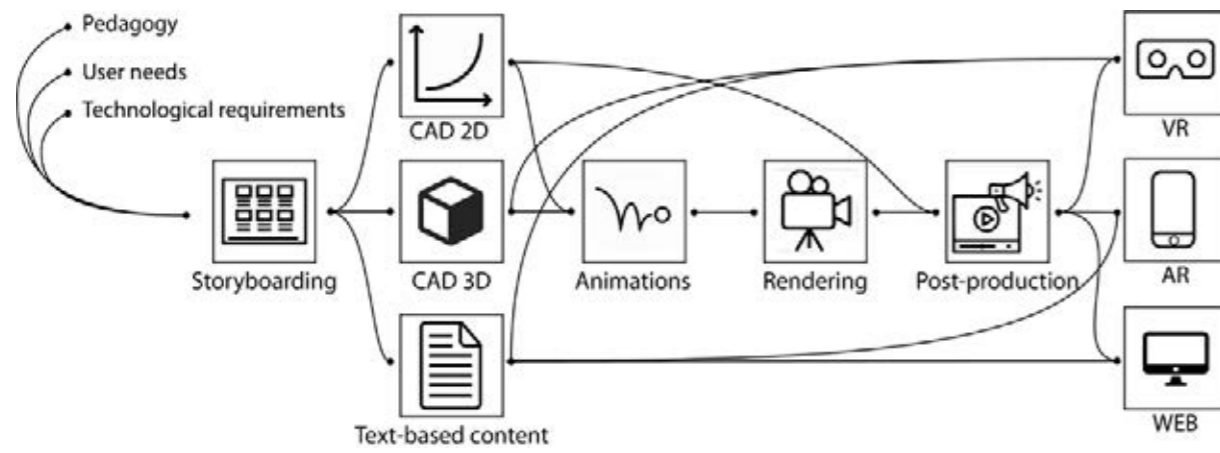 Pedagogy
User needs
Technological requirements
Storyboarding
CAD 2D
CAD 3D
Text-based content
Animations
Rendering
Post-production
VR
AR
WEB